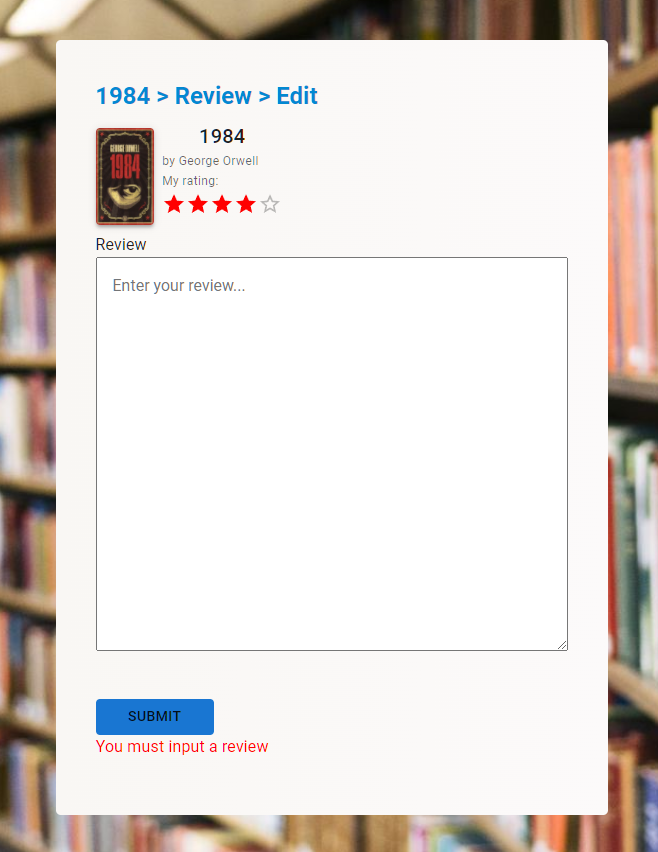 1984 > Review > Edit
GEORGE ORWELL
1984
1984
by George Orwell
My rating:
Review
Enter your review...
SUBMIT
You must input a review